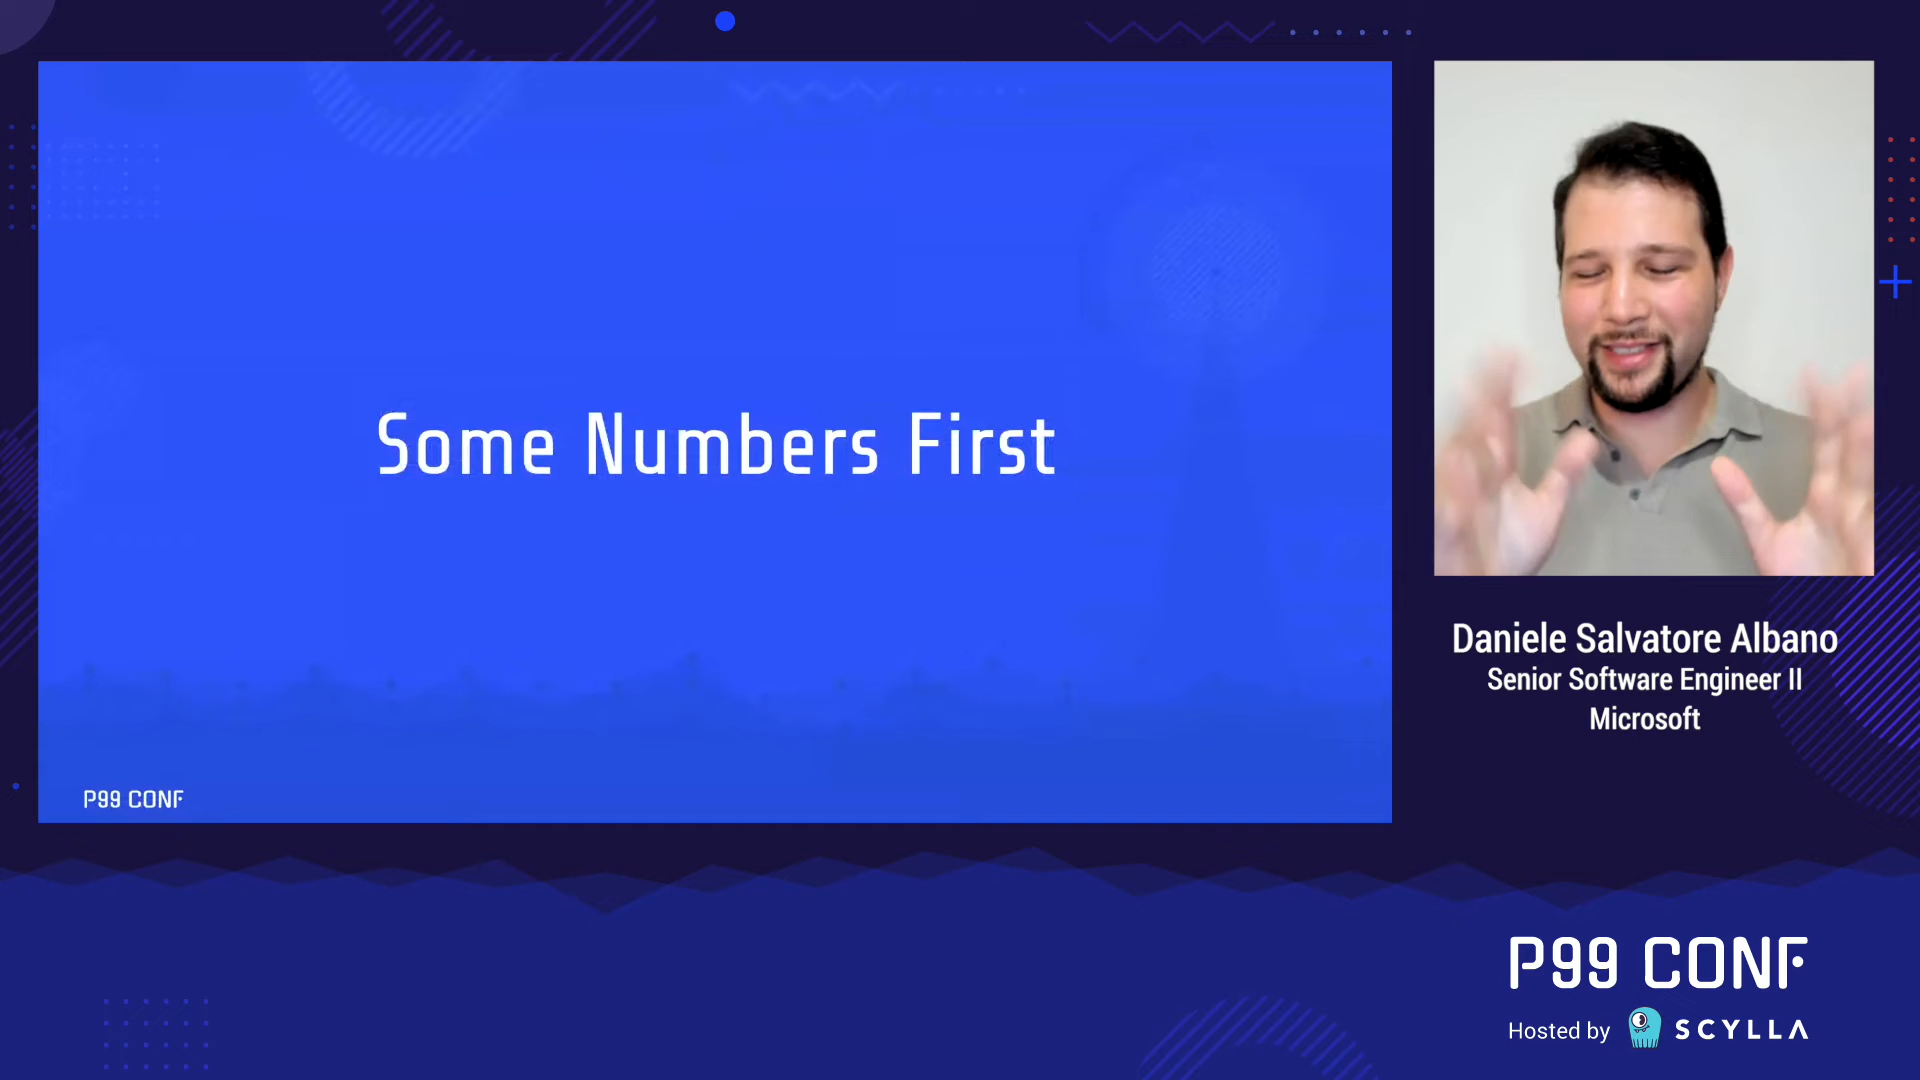 Some Numbers First
P99 CONF
Daniele Salvatore Albano
Senior Software Engineer II
Microsoft
P99 CONF
Hosted by SCYLLA